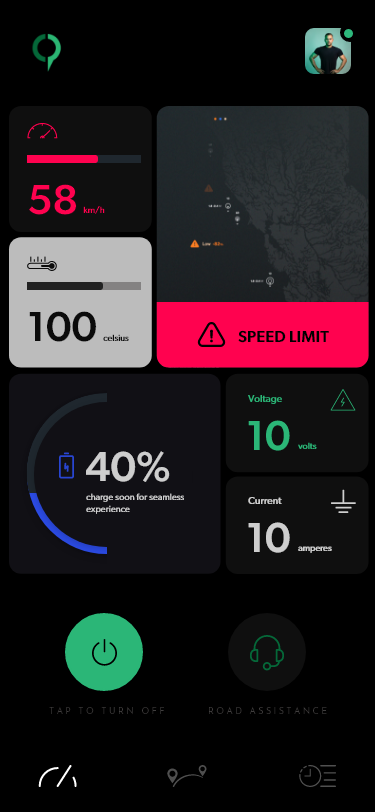 58 km/h
100 celsius
SPEED LIMIT
40%
charge soon for seamless
experience
Voltage
10 volts
Current
10 amperes
TAP TO TURN OFF
ROAD ASSISTANCE